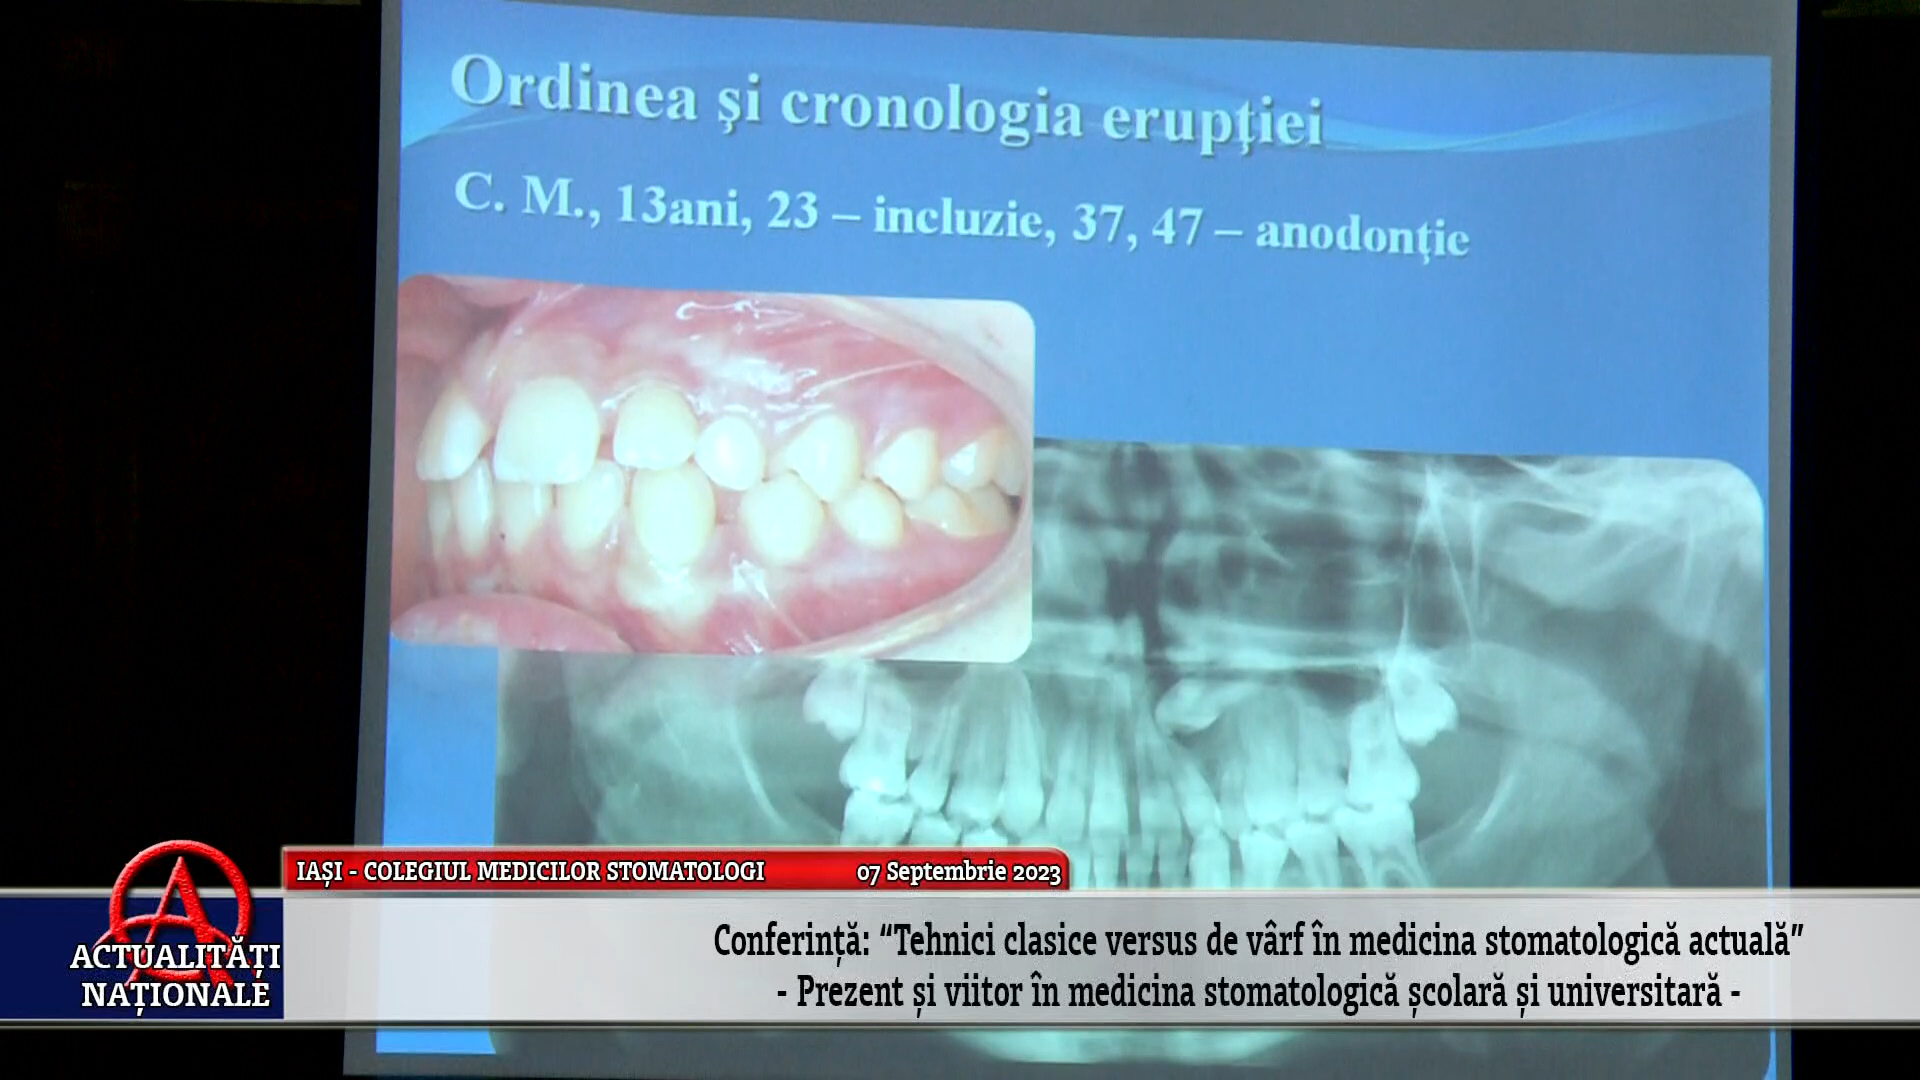 Ordinea şi cronologia erupţiei
C. M., 13ani, 23 – incluzie, 37, 47 – anodonţie
IAȘI - COLEGIUL MEDICILOR STOMATOLOGI 07 Septembrie 2023
ACTUALITĂȚI
NAȚIONALE
Conferință: “Tehnici clasice versus de vârf în medicina stomatologică actuală”
- Prezent și viitor în medicina stomatologică școlară și universitară -